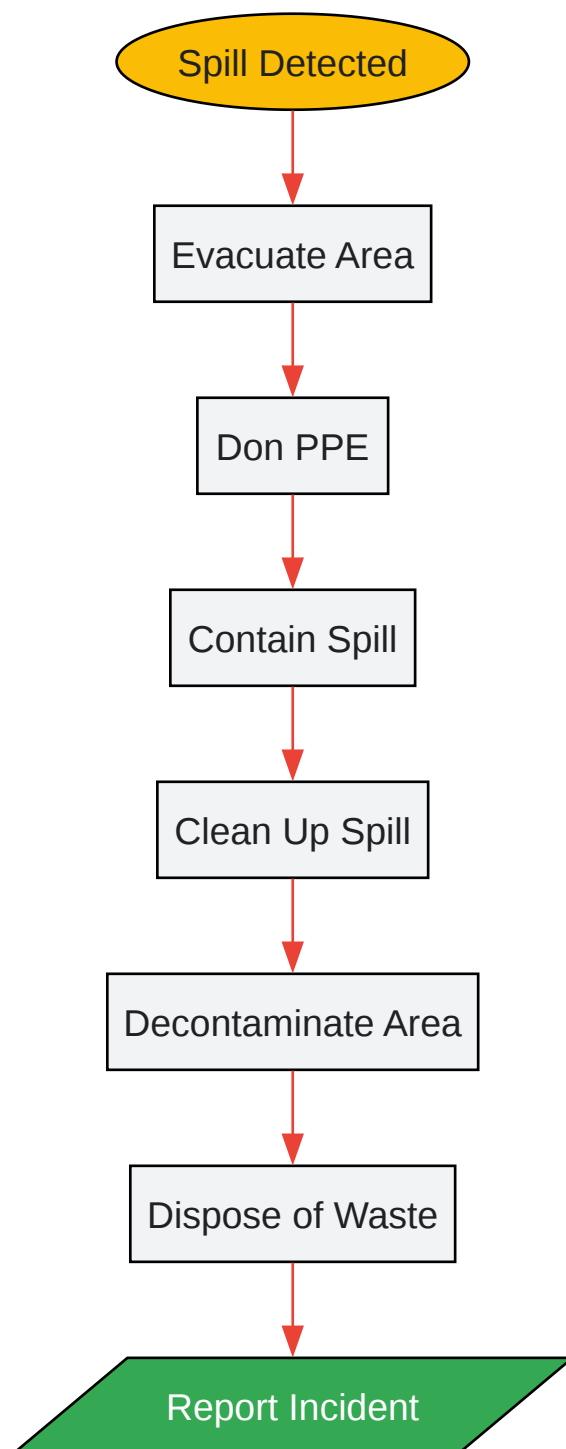 Spill Detected
Evacuate Area
Don PPE
Contain Spill
Clean Up Spill
Decontaminate Area
Dispose of Waste
Report Incident